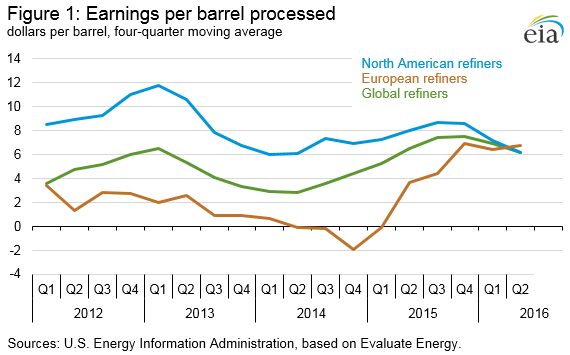 Figure 1: Earnings per barrel processed
dollars per barrel, four-quarter moving average
eia
North American refiners
European refiners
Global refiners
14
12
10
8
6
4
2
0
-2
-4
Q1 Q2 Q3 Q4 Q1 Q2 Q3 Q4 Q1 Q2 Q3 Q4 Q1 Q2 Q3 Q4 Q1 Q2
2012 2013 2014 2015 2016
Sources: U.S. Energy Information Administration, based on Evaluate Energy.